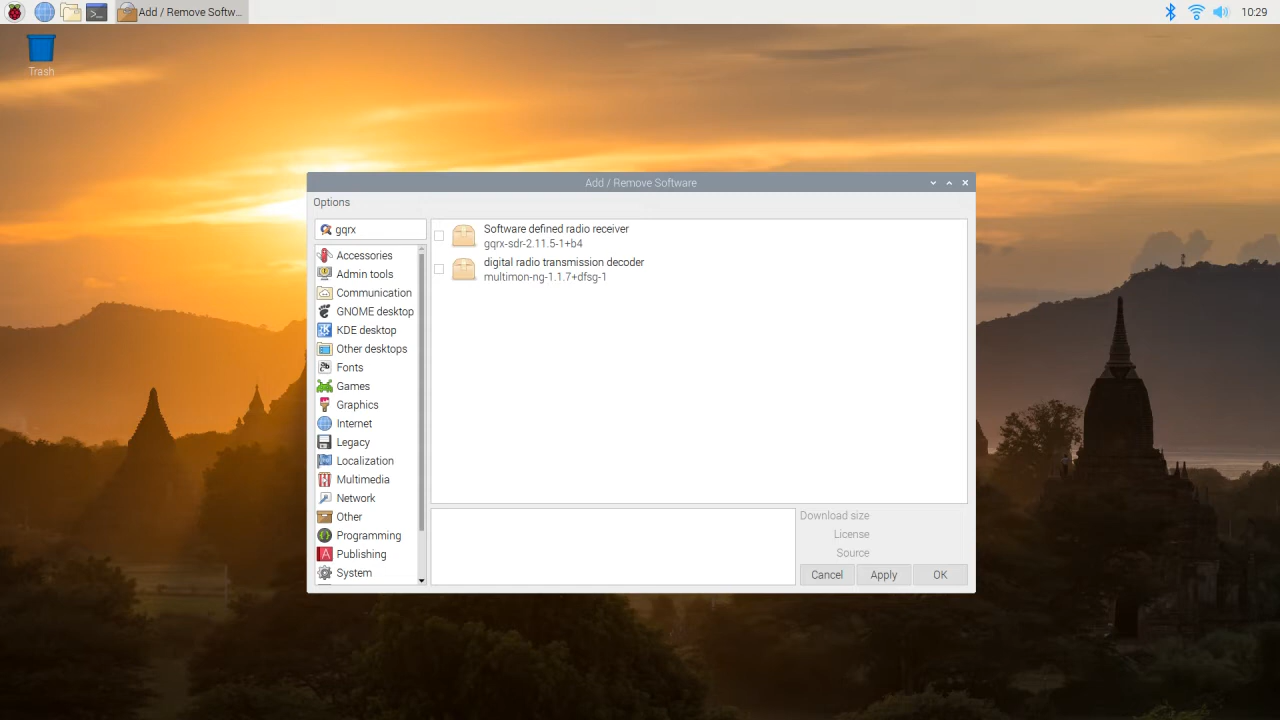 Add / Remove Softw...
10:29
Trash
Add / Remove Software
Options
gqrx
Accessories
Admin tools
Communication
GNOME desktop
KDE desktop
Other desktops
Fonts
Games
Graphics
Internet
Legacy
Localization
Multimedia
Network
Other
Programming
Publishing
System
Software defined radio receiver
gqrx-sdr-2.11.5-1+b4
digital radio transmission decoder
multimon-ng-1.1.7+dfsg-1
Download size
License
Source
Cancel
Apply
OK